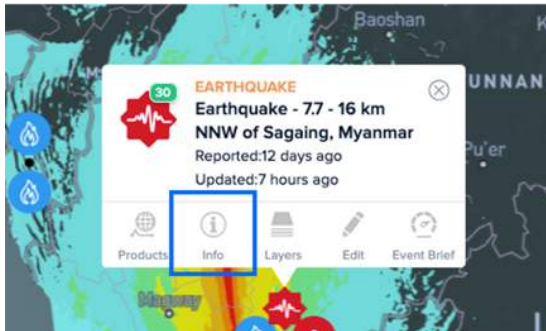 Baoshan
K
30
EARTHQUAKE
Earthquake - 7.7 - 16 km
NNW of Sagaing, Myanmar
Reported:12 days ago
Updated:7 hours ago
UNNAN
Pu'er
Products
Info
Layers
Edit
Event Brief
Magway